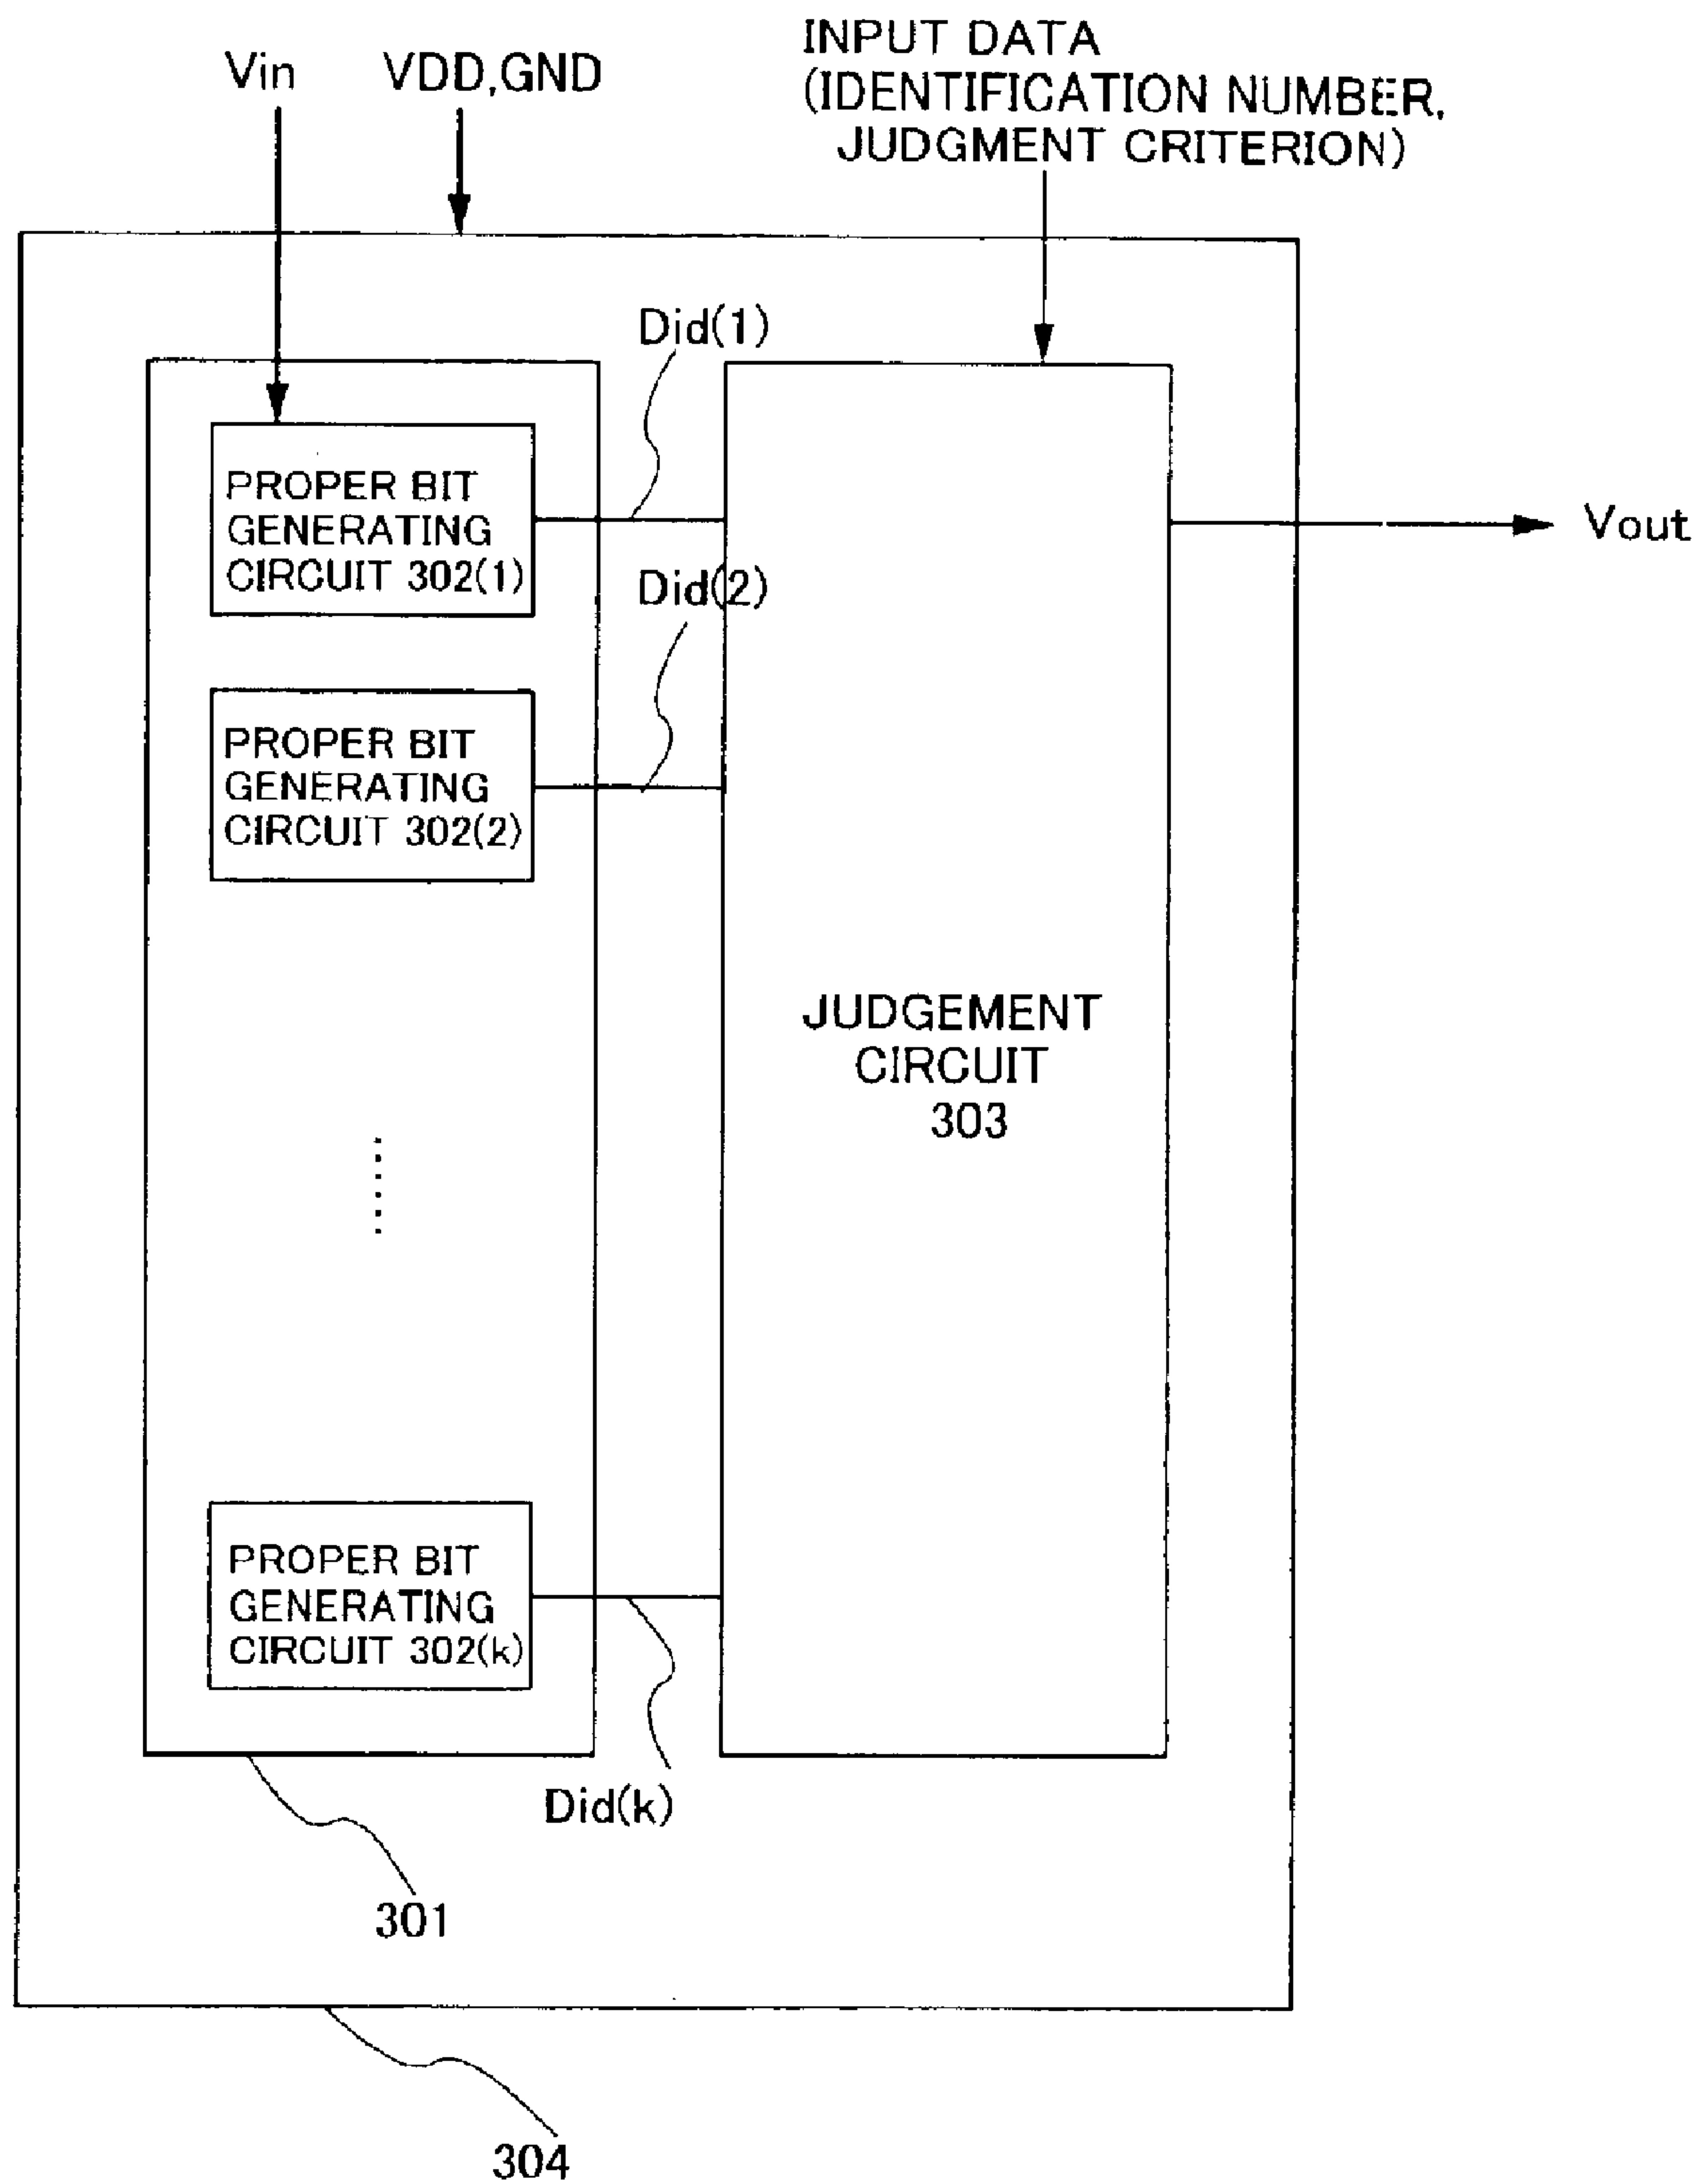 Vin
VDD,GND
INPUT DATA
(IDENTIFICATION NUMBER,
JUDGMENT CRITERION)
Did(1)
PROPER BIT
GENERATING
CIRCUIT 302(1)
Vout
Did(2)
PROPER BIT
GENERATING
CIRCUIT 302(2)
JUDGEMENT
CIRCUIT
303
PROPER BIT
GENERATING
CIRCUIT 302(k)
Did(k)
301
304